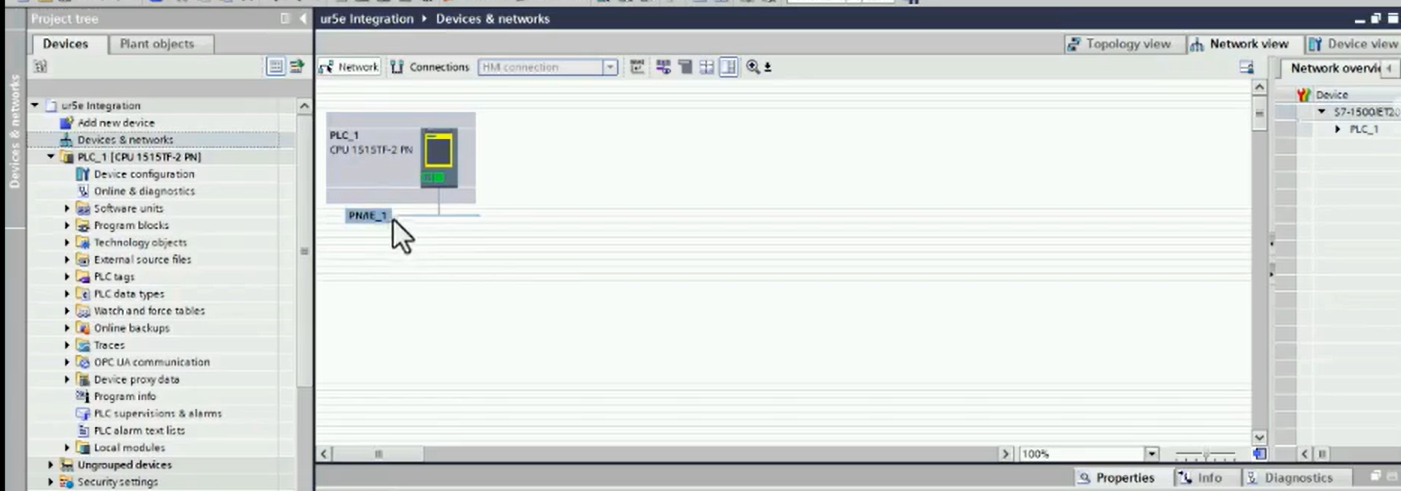 Project tree
ur5e Integration ▸ Devices & networks
Devices
Plant objects
Topology view
Network view
Device view
Network
Connections
HMI connection
Devices & networks
ur5e Integration
Add new device
Devices & networks
PLC_1 [CPU 1515TF-2 PN]
Device configuration
Online & diagnostics
Software units
Program blocks
Technology objects
External source files
PLC tags
PLC data types
Watch and force tables
Online backups
Traces
OPC UA communication
Device proxy data
Program info
PLC supervisions & alarms
PLC alarm text lists
Local modules
Ungrouped devices
Security settings
PLC_1
CPU 1515TF-2 PN
PN/IE_1
100%
Network
Device
S7-1500/ET20
PLC_1
Properties
Info
Diagnostics